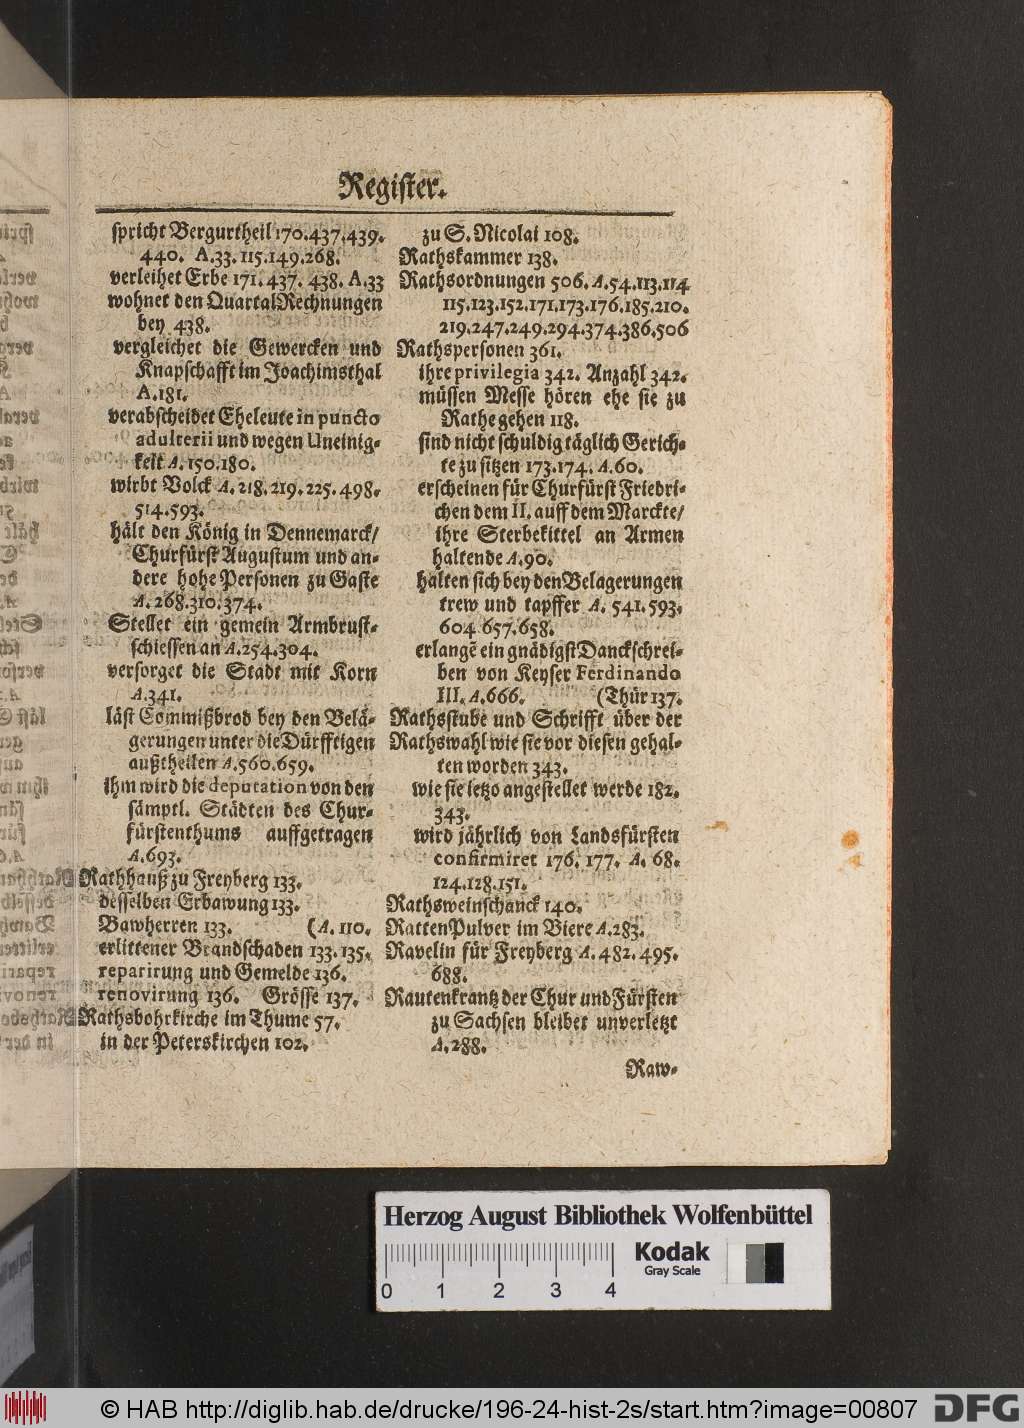 Register.
spricht Bergurtheil 170.437.439.
440. A.33.115.149.268.
verleihet Erbe 171.437.438. A.33
wohnet den QuartalRechnungen
bey 438.
vergleichet die Gewercken und
Knapschafft im Joachimsthal
A.181.
verabscheidet Eheleute in puncto
adulterii und wegen Uneinig-
keit A.150.180.
wirbt Volck A.218.219.225.498.
514.593.
hält den König in Dennemarck/
Churfürst Augustum und an-
dere hohe Personen zu Gaste
A.268.310.374.
Stellet ein gemein Armbrust-
schiessen an A.254.304.
versorget die Stadt mit Korn
A.341.
läst Commißbrod bey den Belä-
gerungen unter die Dürfftigen
außtheilen A.560.659.
ihm wird die deputation von den
sämptl. Städten des Chur-
fürstenthums auffgetragen
A.693.
Rathhauß zu Freyberg 133.
desselben Erbawung 133.
Bawherren 133. (A.110.
erlittener Brandschaden 133.135.
reparirung und Gemelde 136.
renovirung 136. Grösse 137.
Rathsbohrkirche im Thume 57.
in der Peterskirchen 102.
zu S. Nicolai 108.
Rathskammer 138.
Rathsordnungen 506. A.54.113.114
115.123.152.171.173.176.185.210.
219.247.249.294.374.386.506
Rathspersonen 361.
ihre privilegia 342. Anzahl 342.
müssen Messe hören ehe sie zu
Rathe gehen 118.
sind nicht schuldig täglich Gerich-
te zu sitzen 173.174. A.60.
erscheinen für Churfürst Friedri-
chen dem II. auff dem Marckte/
ihre Sterbekittel an Armen
haltende A.90.
halten sich bey den Belagerungen
trew und tapffer A. 541.593.
604.657.658.
erlangē ein gnädigst Danckschrei-
ben von Keyser Ferdinando
III. A.666. (Thür 137.
Rathsstube und Schrifft über der
Rathswahl wie sie vor diesen gehal-
ten worden 343.
wie sie ietzo angestellet werde 182.
343.
wird jährlich von Landsfürsten
confirmiret 176. 177. A. 68.
124.128.151.
Rathsweinschanck 140.
RattenPulver im Biere A.283.
Ravelin für Freyberg A.482.495.
688.
Rautenkrantz der Chur und Fürsten
zu Sachsen bleibet unverletzt
A.288.
Raw-
Herzog August Bibliothek Wolfenbüttel
Kodak
Gray Scale
0 1 2 3 4
© HAB http://diglib.hab.de/drucke/196-24-hist-2s/start.htm?image=00807
DFG